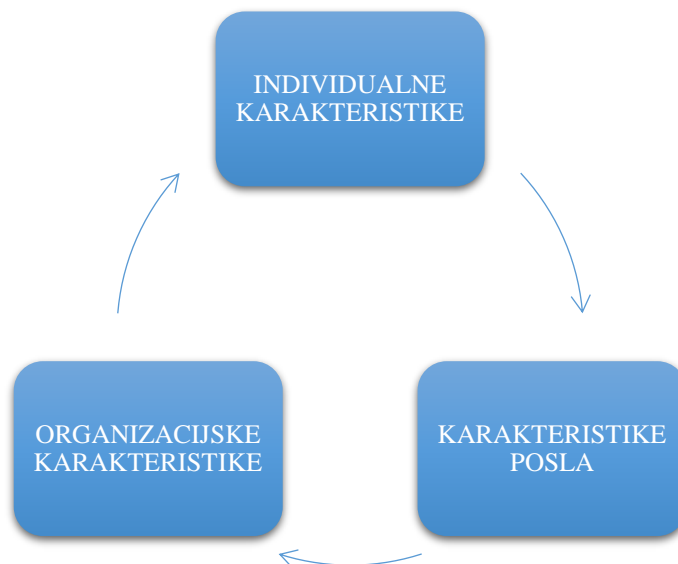 INDIVIDUALNE
KARAKTERISTIKE
ORGANIZACIJSKE
KARAKTERISTIKE
KARAKTERISTIKE
POSLA